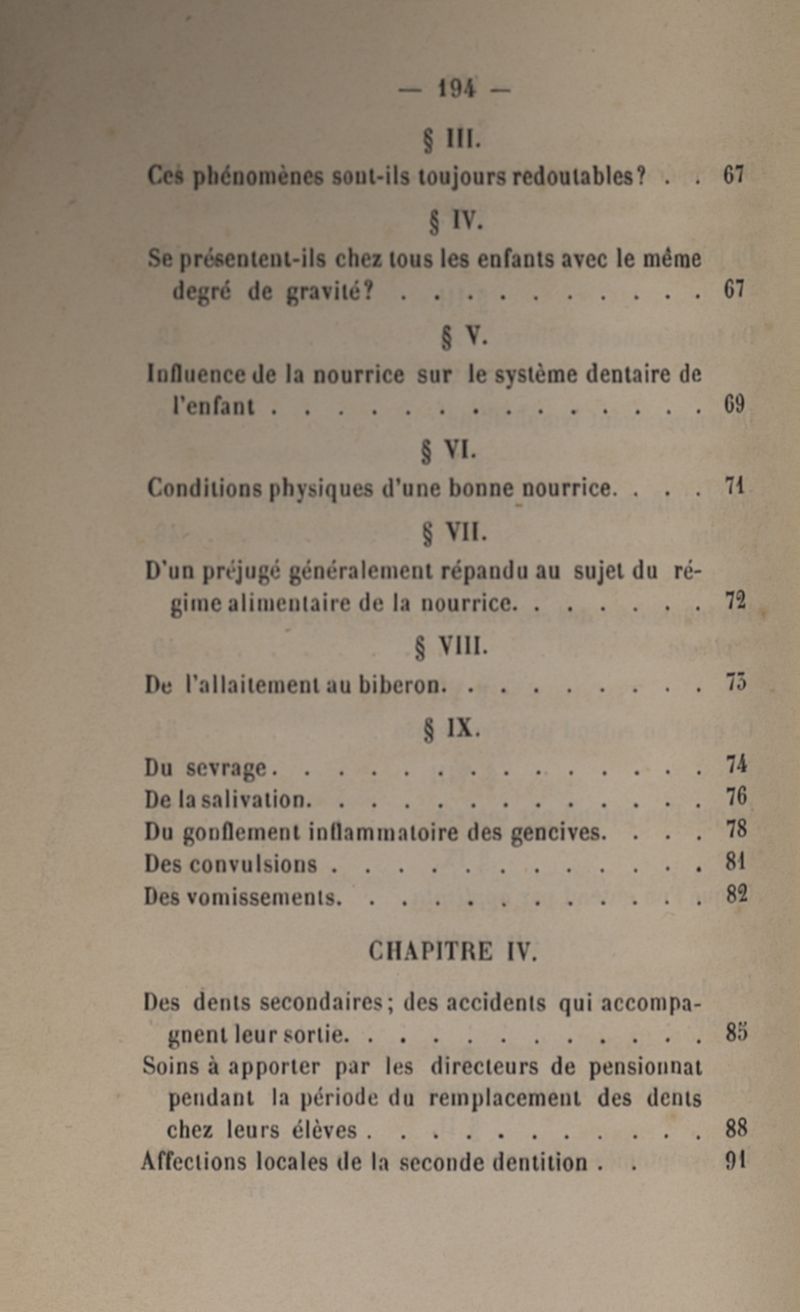 — 194 —
§ III.
Ces phénomènes sont-ils toujours redoutables? . . 67
§ IV.
Se présentent-ils chez tous les enfants avec le même
degré de gravité? . . . . . . . . . . 67
§ V.
Influence de la nourrice sur le système dentaire de
l'enfant . . . . . . . . . . . . . . 69
§ VI.
Conditions physiques d'une bonne nourrice. . . . 71
§ VII.
D'un préjugé généralement répandu au sujet du ré-
gime alimentaire de la nourrice. . . . . . . 72
§ VIII.
De l'allaitement au biberon. . . . . . . . . 73
§ IX.
Du sevrage. . . . . . . . . . . . . . 74
De la salivation. . . . . . . . . . . . . 76
Du gonflement inflammatoire des gencives. . . . 78
Des convulsions . . . . . . . . . . . . 81
Des vomissements. . . . . . . . . . . . 82
CHAPITRE IV.
Des dents secondaires; des accidents qui accompa-
gnent leur sortie. . . . . . . . . . . . 85
Soins à apporter par les directeurs de pensionnat
pendant la période du remplacement des dents
chez leurs élèves . . . . . . . . . . . 88
Affections locales de la seconde dentition . . 91